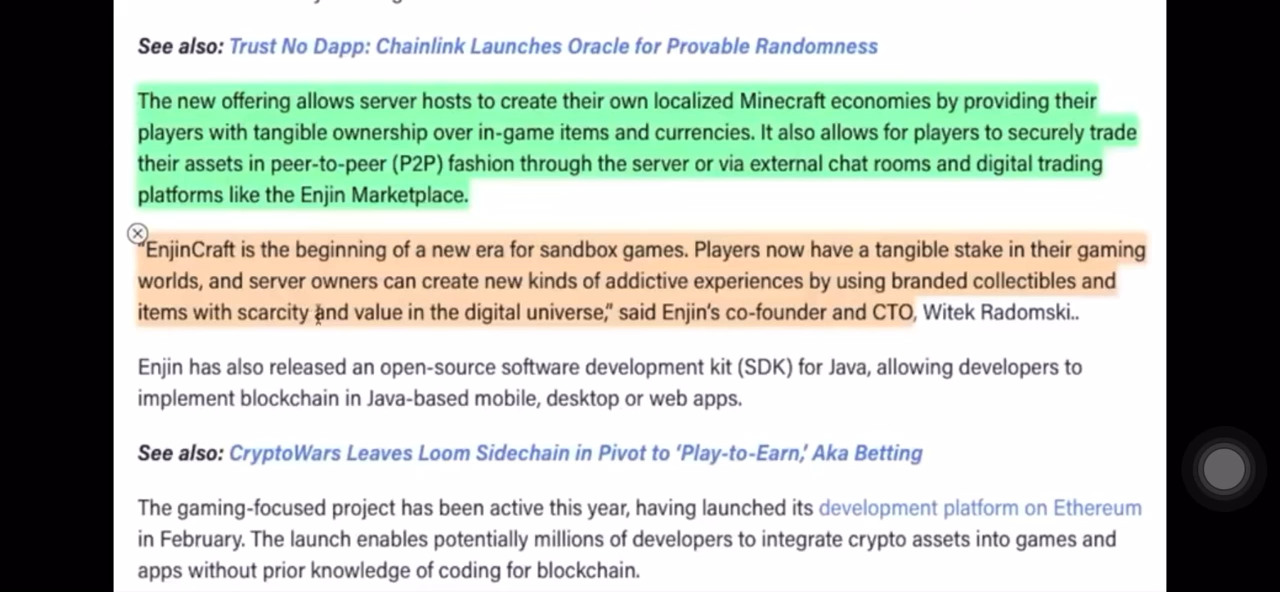 See also: Trust No Dapp: Chainlink Launches Oracle for Provable Randomness
The new offering allows server hosts to create their own localized Minecraft economies by providing their
players with tangible ownership over in-game items and currencies. It also allows for players to securely trade
their assets in peer-to-peer (P2P) fashion through the server or via external chat rooms and digital trading
platforms like the Enjin Marketplace.
"EnjinCraft is the beginning of a new era for sandbox games. Players now have a tangible stake in their gaming
worlds, and server owners can create new kinds of addictive experiences by using branded collectibles and
items with scarcity and value in the digital universe,” said Enjin's co-founder and CTO, Witek Radomski..
Enjin has also released an open-source software development kit (SDK) for Java, allowing developers to
implement blockchain in Java-based mobile, desktop or web apps.
See also: CryptoWars Leaves Loom Sidechain in Pivot to ‘Play-to-Earn,’ Aka Betting
The gaming-focused project has been active this year, having launched its development platform on Ethereum
in February. The launch enables potentially millions of developers to integrate crypto assets into games and
apps without prior knowledge of coding for blockchain.